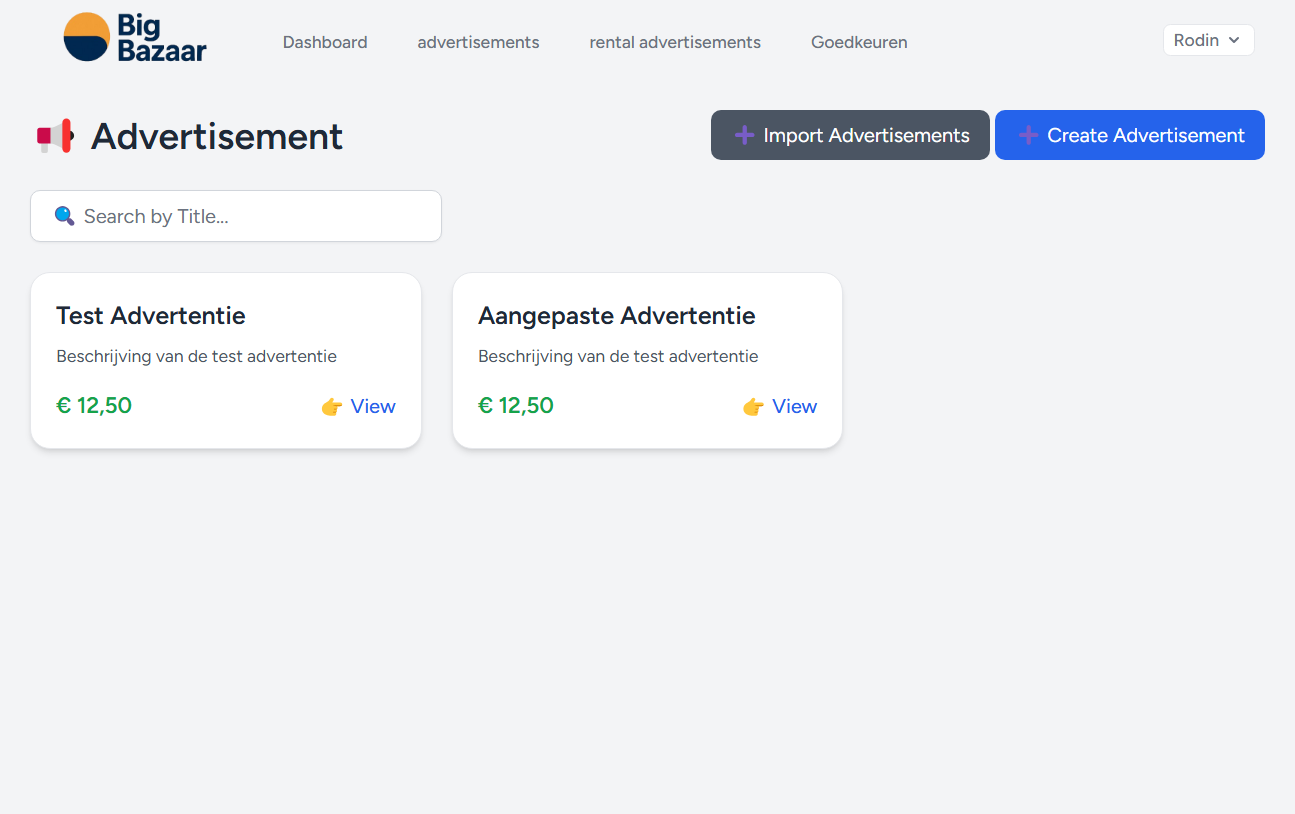 Big
Bazaar
Dashboard
advertisements
rental advertisements
Goedkeuren
Rodin
Advertisement
Import Advertisements
Create Advertisement
Search by Title...
Test Advertentie
Beschrijving van de test advertentie
€ 12,50
View
Aangepaste Advertentie
Beschrijving van de test advertentie
€ 12,50
View